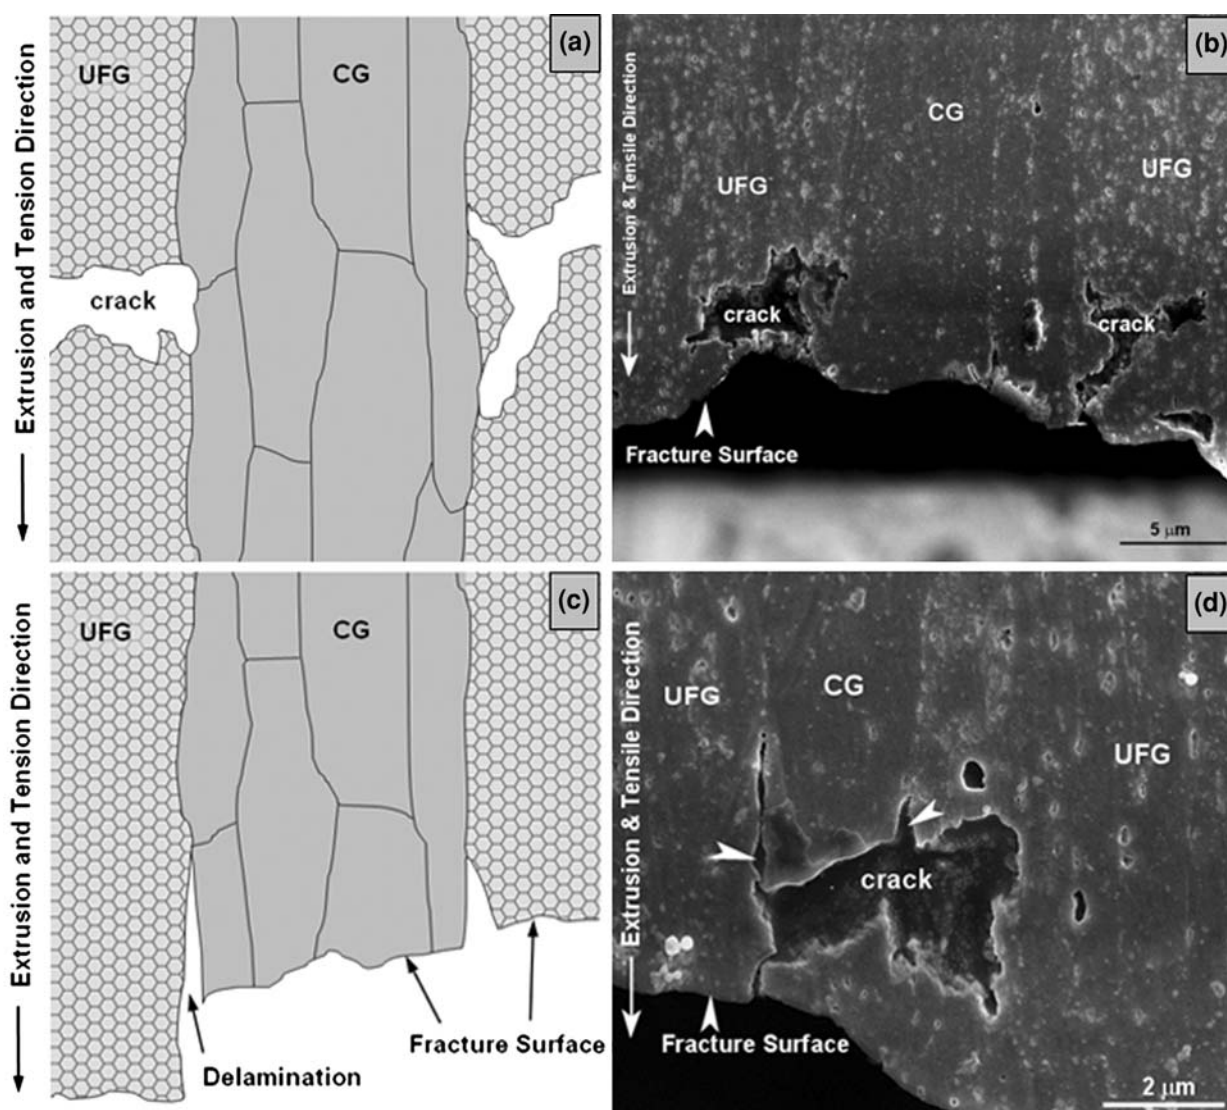 (a)
UFG
CG
crack
Extrusion and Tension Direction
(b)
CG
UFG
UFG
crack
crack
Fracture Surface
Extrusion & Tensile Direction
5 μm
(c)
UFG
CG
Extrusion and Tension Direction
Fracture Surface
Delamination
(d)
UFG
CG
UFG
crack
Extrusion & Tensile Direction
Fracture Surface
2 μm